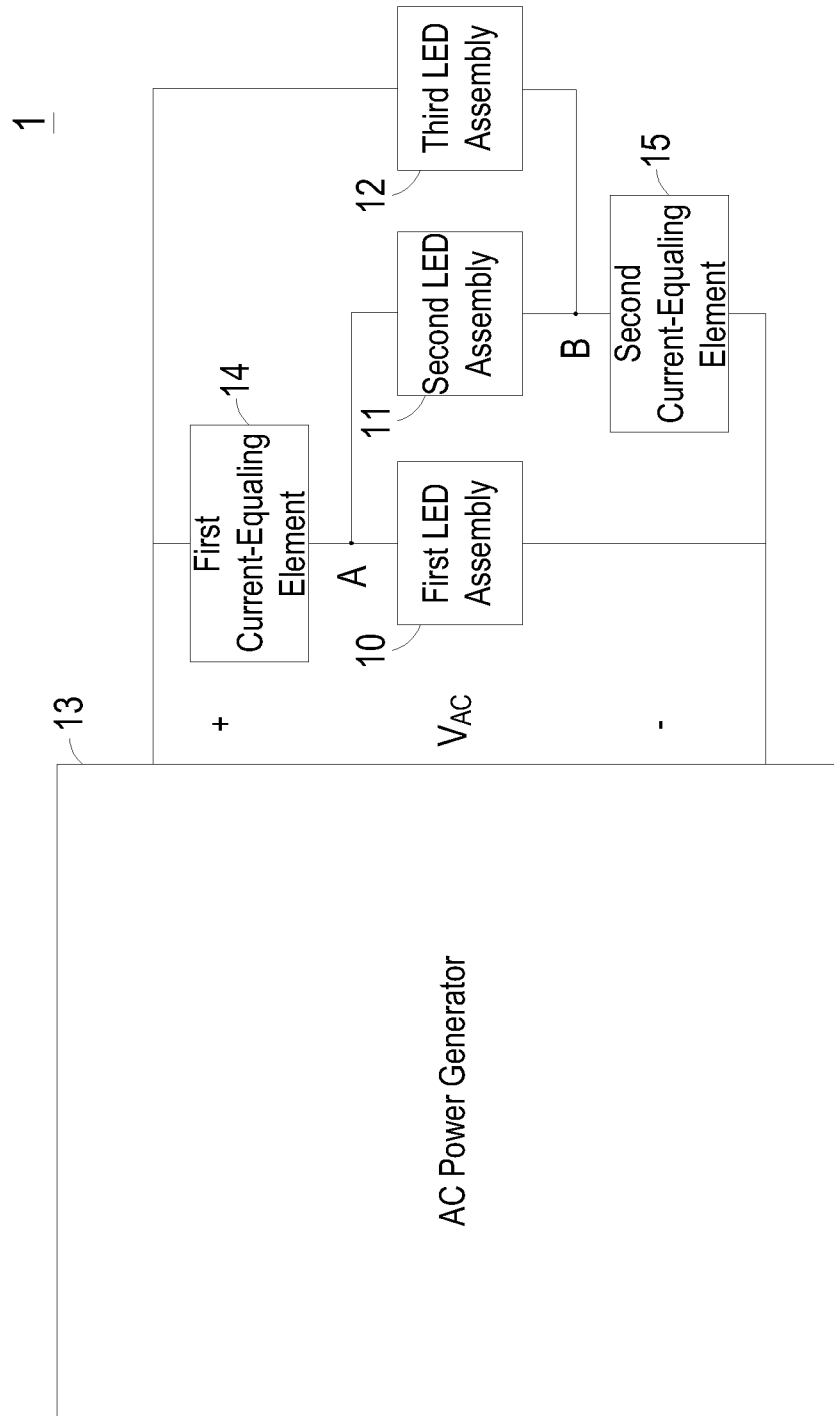 1
13
+
VAC
-
AC Power Generator
14
First
Current-Equaling
Element
A
10
First LED
Assembly
11
Second LED
Assembly
12
Third LED
Assembly
B
15
Second
Current-Equaling
Element